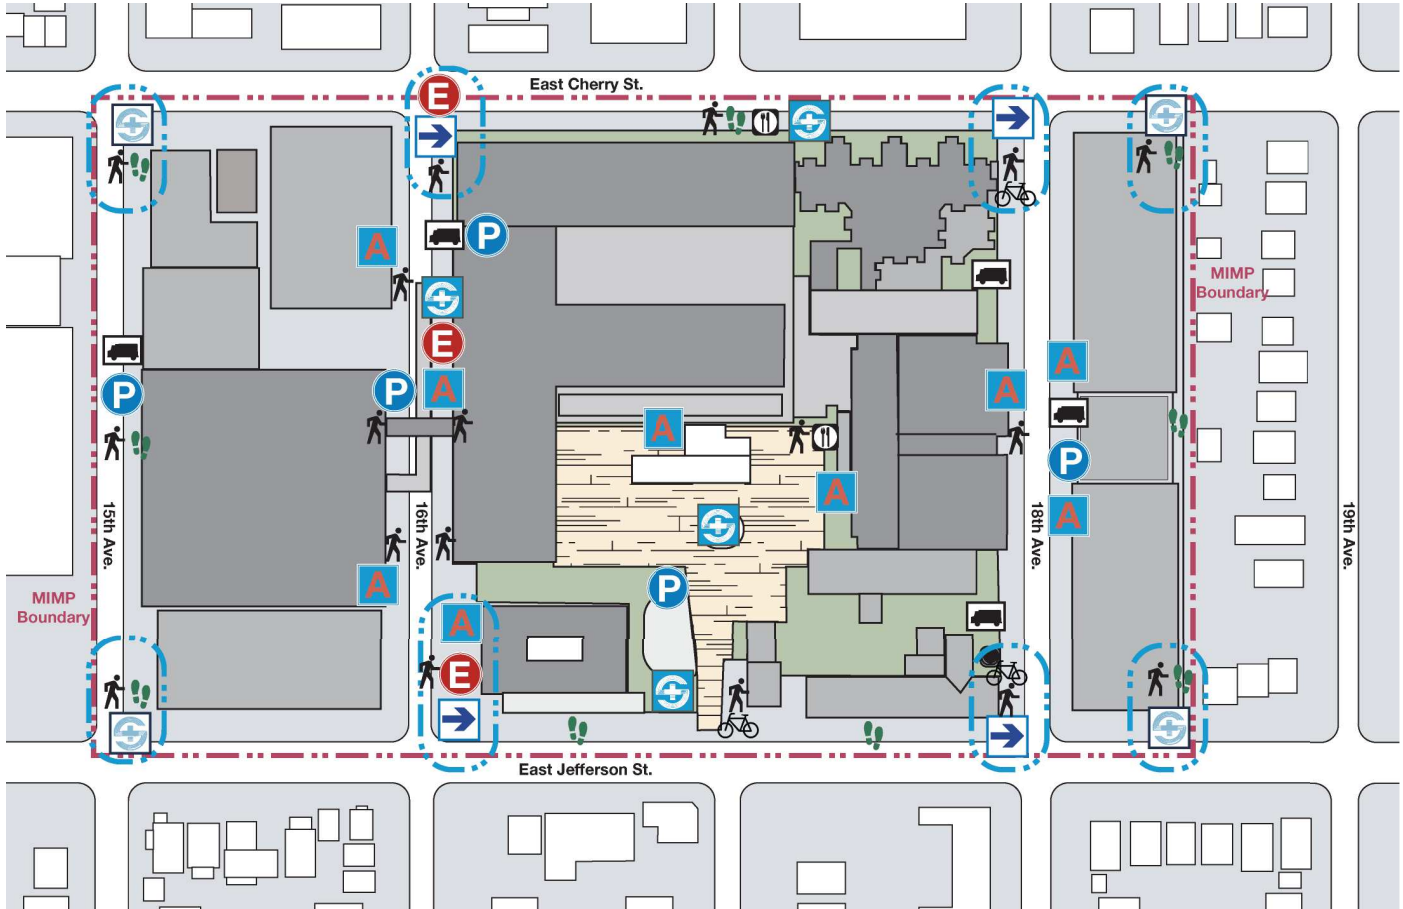 East Cherry St.
E
A
P
MIMP
Boundary
E
A
P
P
A
A
A
A
P
A
15th Ave.
16th Ave.
18th Ave.
19th Ave.
A
A
P
MIMP
Boundary
A
E
East Jefferson St.